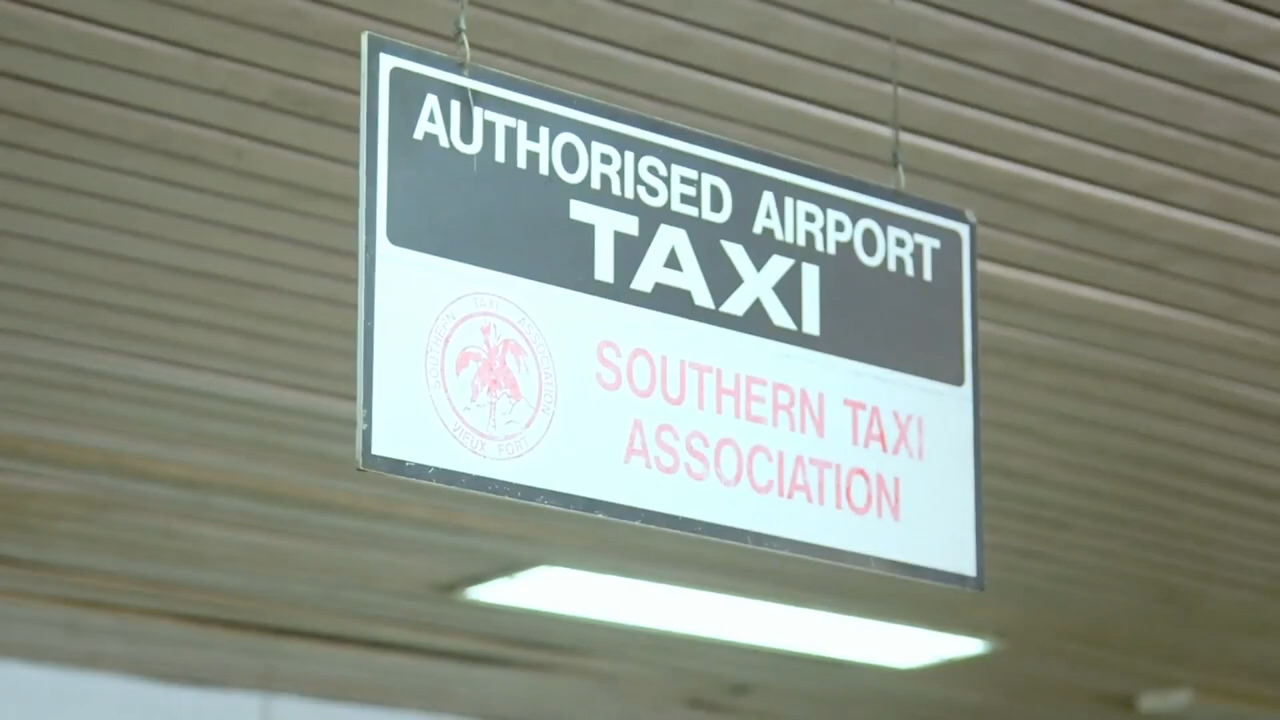 AUTHORISED AIRPORT
TAXI
SOUTHERN TAXI ASSOCIATION
VIEUX FORT
SOUTHERN TAXI
ASSOCIATION